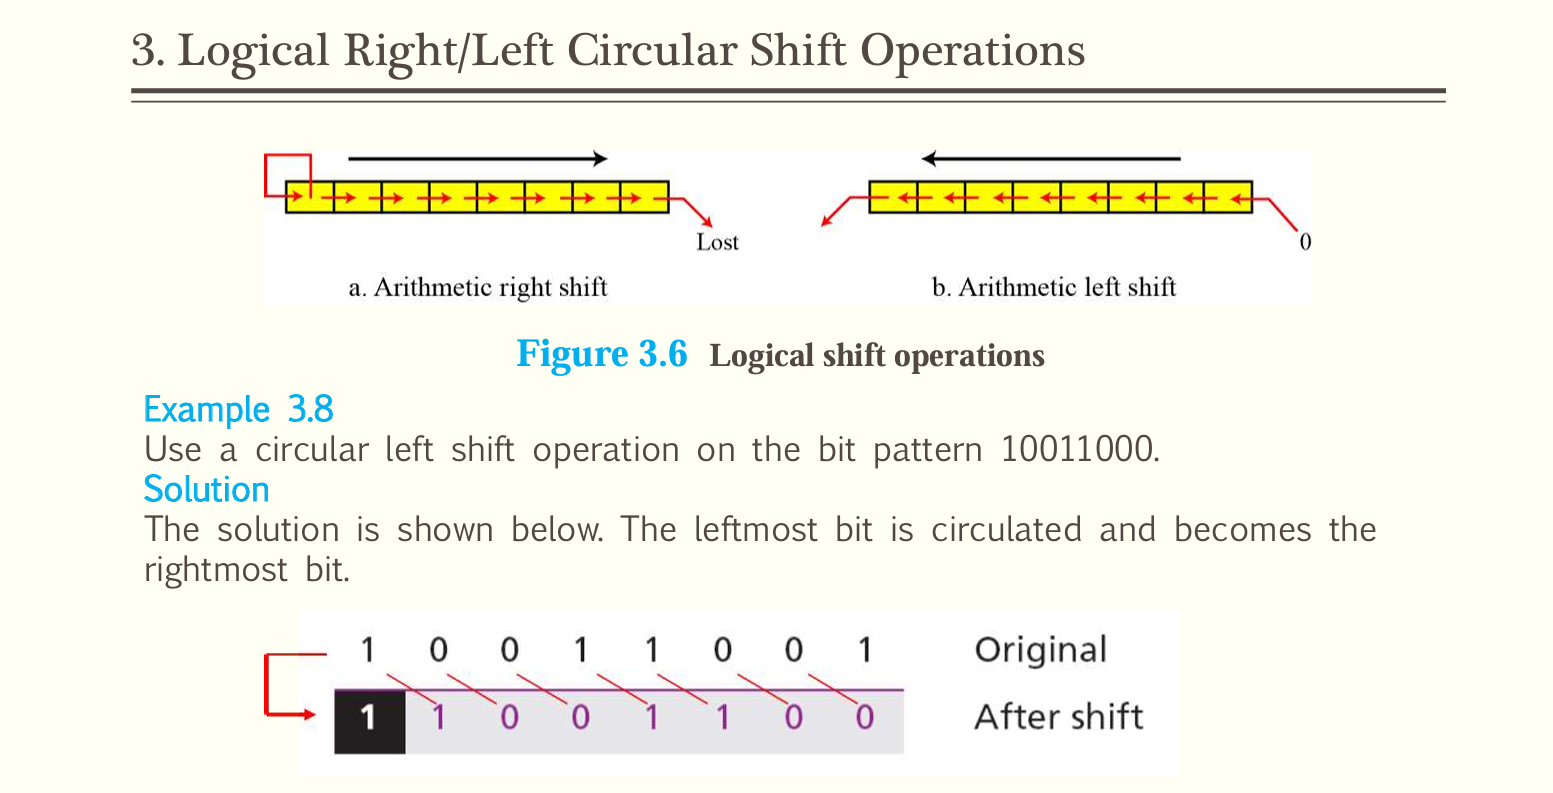 3. Logical Right/Left Circular Shift Operations
Lost
0
a. Arithmetic right shift
b. Arithmetic left shift
Figure 3.6 Logical shift operations
Example 3.8
Use a circular left shift operation on the bit pattern 10011000.
Solution
The solution is shown below. The leftmost bit is circulated and becomes the
rightmost bit.
1 0 0 1 1 0 0 1 Original
1 1 0 0 1 1 0 0 After shift